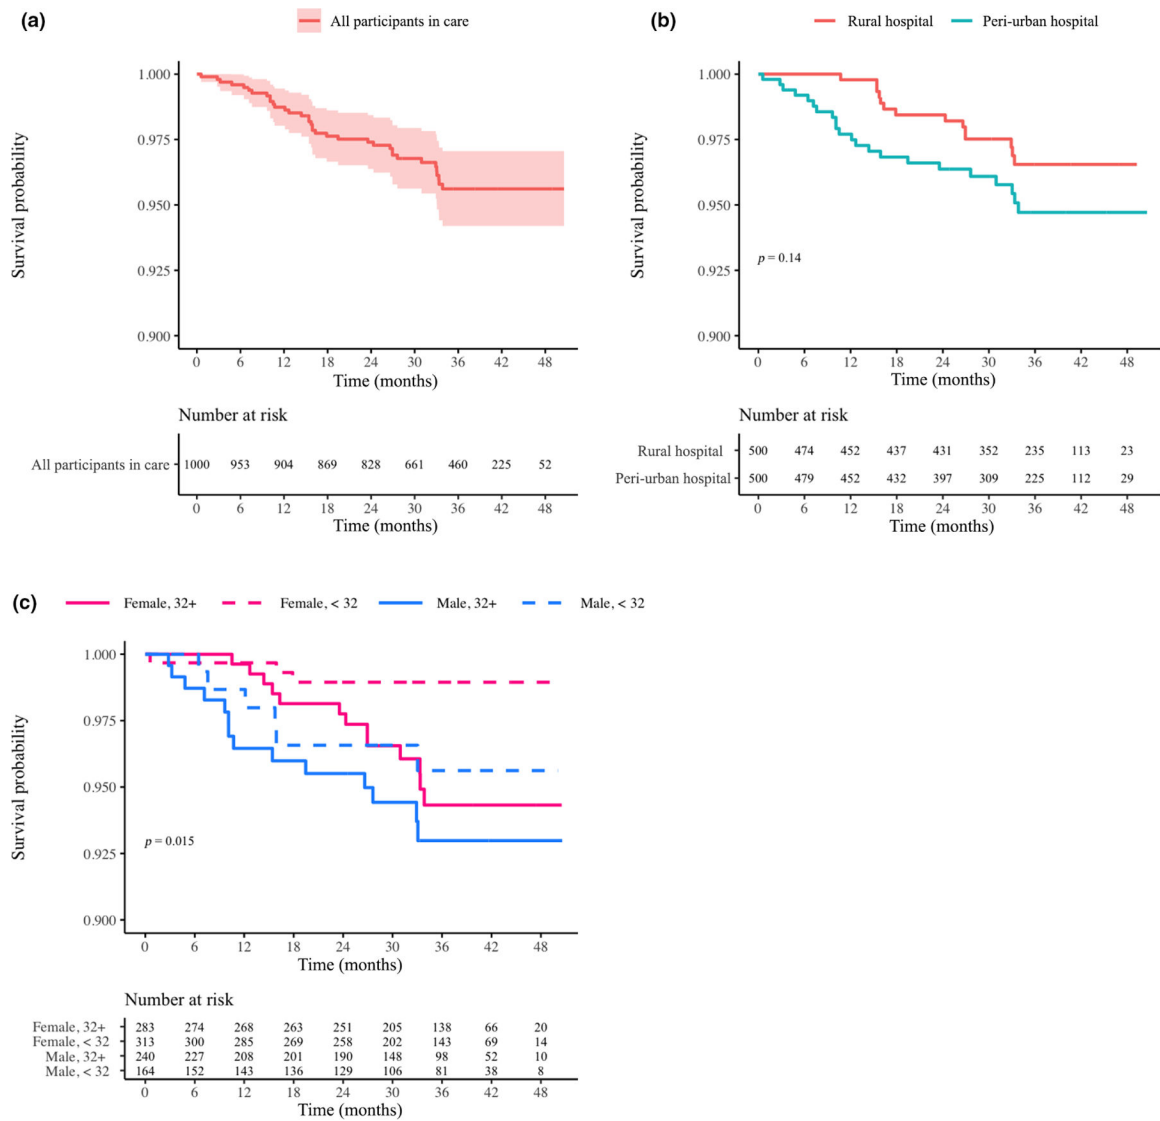 (a) All participants in care
Survival probability
1.000
0.975
0.950
0.925
0.900
0 6 12 18 24 30 36 42 48
Time (months)
Number at risk
All participants in care 1000 953 904 869 828 661 460 225 52
0 6 12 18 24 30 36 42 48
Time (months)
(b) Rural hospital Peri-urban hospital
Survival probability
1.000
0.975
0.950
0.925
0.900
p = 0.14
0 6 12 18 24 30 36 42 48
Time (months)
Number at risk
Rural hospital 500 474 452 437 431 352 235 113 23
Peri-urban hospital 500 479 452 432 397 309 225 112 29
0 6 12 18 24 30 36 42 48
Time (months)
(c) Female, 32+ Female, < 32 Male, 32+ Male, < 32
Survival probability
1.000
0.975
0.950
0.925
0.900
p = 0.015
0 6 12 18 24 30 36 42 48
Time (months)
Number at risk
Female, 32+ 283 274 268 263 251 205 138 66 20
Female, < 32 313 300 285 269 258 202 143 69 14
Male, 32+ 240 227 208 201 190 148 98 52 10
Male, < 32 164 152 143 136 129 106 81 38 8
0 6 12 18 24 30 36 42 48
Time (months)